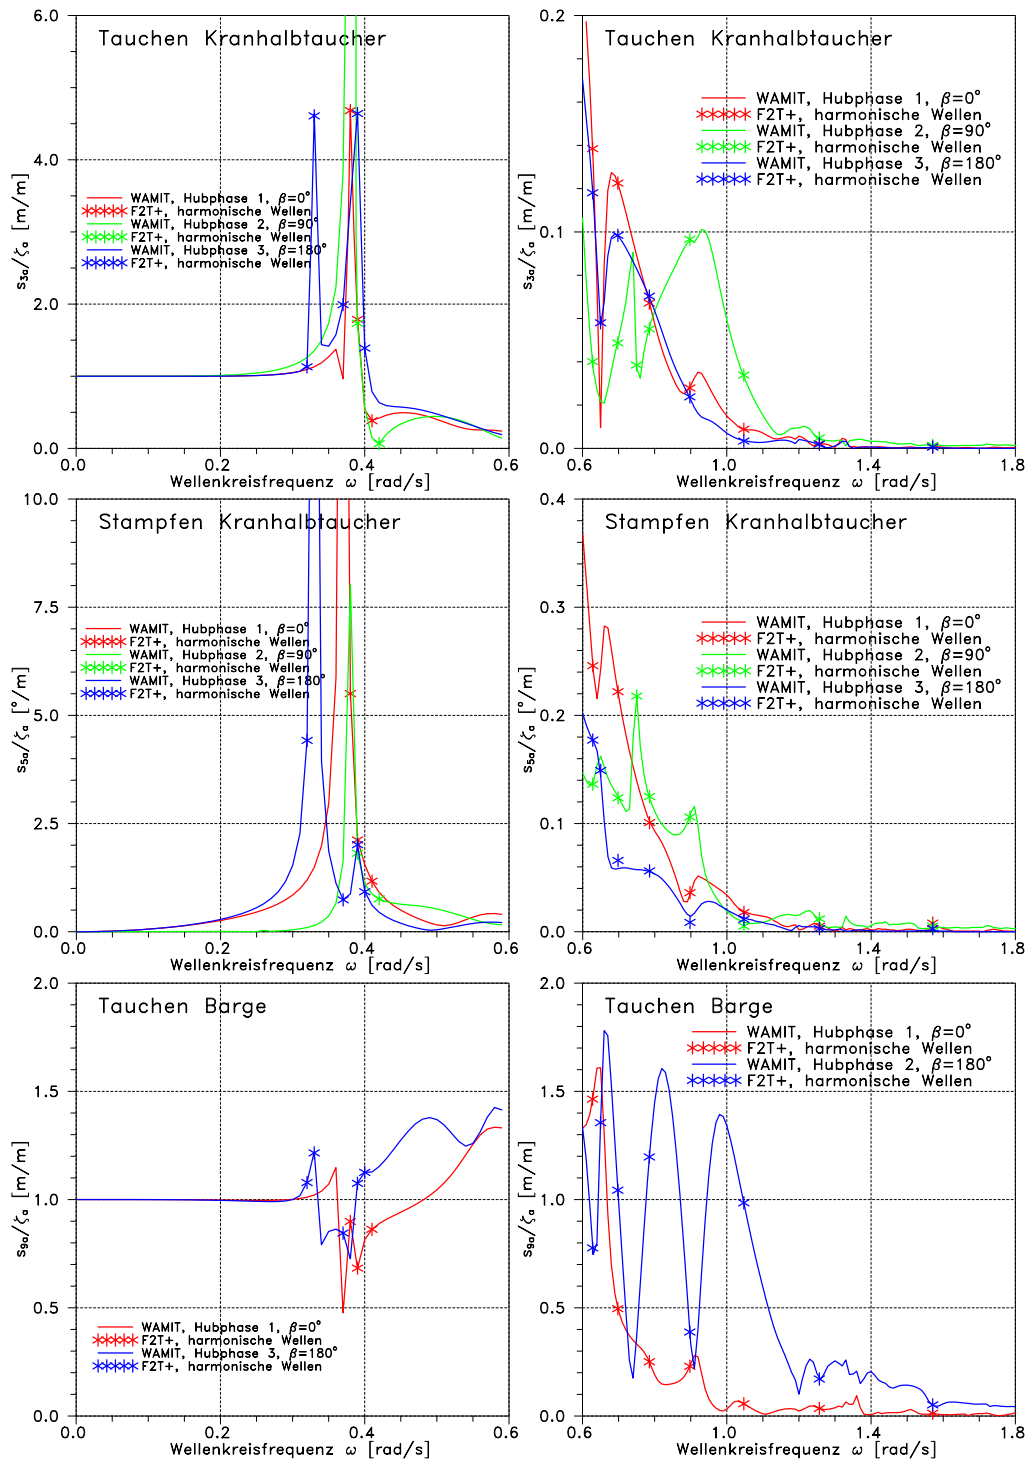 Tauchen Kranhalbtaucher
6.0
4.0
2.0
0.0
s3a/ζa [m/m]
WAMIT, Hubphase 1, β=0°
F2T+, harmonische Wellen
WAMIT, Hubphase 2, β=90°
F2T+, harmonische Wellen
WAMIT, Hubphase 3, β=180°
F2T+, harmonische Wellen
0.0 0.2 0.4 0.6
Wellenkreisfrequenz ω [rad/s]
Tauchen Kranhalbtaucher
0.2
0.1
0.0
s3a/ζa [m/m]
WAMIT, Hubphase 1, β=0°
F2T+, harmonische Wellen
WAMIT, Hubphase 2, β=90°
F2T+, harmonische Wellen
WAMIT, Hubphase 3, β=180°
F2T+, harmonische Wellen
0.6 1.0 1.4 1.8
Wellenkreisfrequenz ω [rad/s]
Stampfen Kranhalbtaucher
10.0
7.5
5.0
2.5
0.0
s5a/ζa [°/m]
WAMIT, Hubphase 1, β=0°
F2T+, harmonische Wellen
WAMIT, Hubphase 2, β=90°
F2T+, harmonische Wellen
WAMIT, Hubphase 3, β=180°
F2T+, harmonische Wellen
0.0 0.2 0.4 0.6
Wellenkreisfrequenz ω [rad/s]
Stampfen Kranhalbtaucher
0.4
0.3
0.2
0.1
0.0
s5a/ζa [°/m]
WAMIT, Hubphase 1, β=0°
F2T+, harmonische Wellen
WAMIT, Hubphase 2, β=90°
F2T+, harmonische Wellen
WAMIT, Hubphase 3, β=180°
F2T+, harmonische Wellen
0.6 1.0 1.4 1.8
Wellenkreisfrequenz ω [rad/s]
Tauchen Barge
2.0
1.5
1.0
0.5
0.0
s9a/ζa [m/m]
WAMIT, Hubphase 1, β=0°
F2T+, harmonische Wellen
WAMIT, Hubphase 3, β=180°
F2T+, harmonische Wellen
0.0 0.2 0.4 0.6
Wellenkreisfrequenz ω [rad/s]
Tauchen Barge
2.0
1.5
1.0
0.5
0.0
s9a/ζa [m/m]
WAMIT, Hubphase 1, β=0°
F2T+, harmonische Wellen
WAMIT, Hubphase 2, β=180°
F2T+, harmonische Wellen
0.6 1.0 1.4 1.8
Wellenkreisfrequenz ω [rad/s]